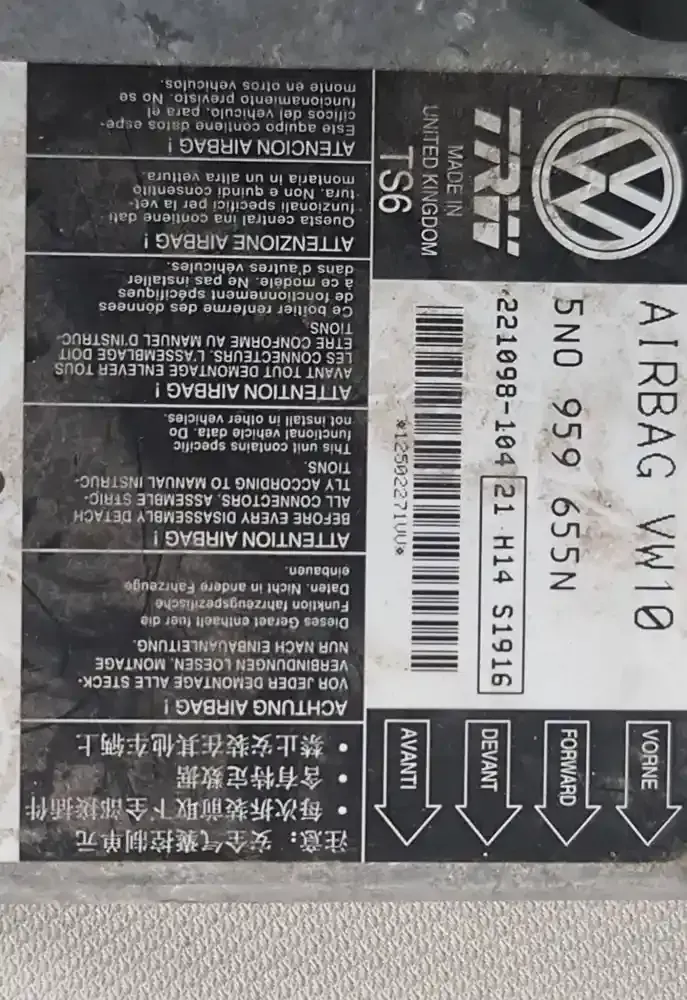 VW
TRW
MADE IN
UNITED KINGDOM
TS6
AIRBAG VW10
5N0 959 655N
221098-104 21 H14 S1916
VORNE
FORWARD
DEVANT
AVANTI
注意：安全气囊控制单元
• 每次拆装前取下全部接插件
• 含有特定数据
• 禁止安装在其他车辆上
ACHTUNG AIRBAG !
VOR JEDER DEMONTAGE ALLE STECK-
VERBINDUNGEN LOESEN, MONTAGE
NUR NACH EINBAUANLEITUNG.
Dieses Geraet enthaelt fuer die
Funktion fahrzeugspezifische
Daten. Nicht in andere Fahrzeuge
einbauen.
ATTENTION AIRBAG !
BEFORE EVERY DISASSEMBLY DETACH
ALL CONNECTORS. ASSEMBLE STRIC-
TLY ACCORDING TO MANUAL INSTRUC-
TIONS.
This unit contains specific
functional vehicle data. Do
not install in other vehicles.
ATTENTION AIRBAG !
AVANT TOUT DEMONTAGE ENLEVER TOUS
LES CONNECTEURS. L'ASSEMBLAGE DOIT
ETRE CONFORME AU MANUEL D'INSTRUC-
TIONS
Ce boitier renferme des données
de fonctionnement spécifiques
à ce modèle. Ne pas installer
dans d'autres véhicules.
ATTENZIONE AIRBAG !
Questa central ina contiene dati
funzionali specifici per la vet-
tura. Non e quindi consentito
montaria in un altra vettura
ATENCION AIRBAG !
Este equipo contiene datos espe-
cificos del vehiculo, para el
funcionamiento previsto. No se
monte en otros vehiculos.